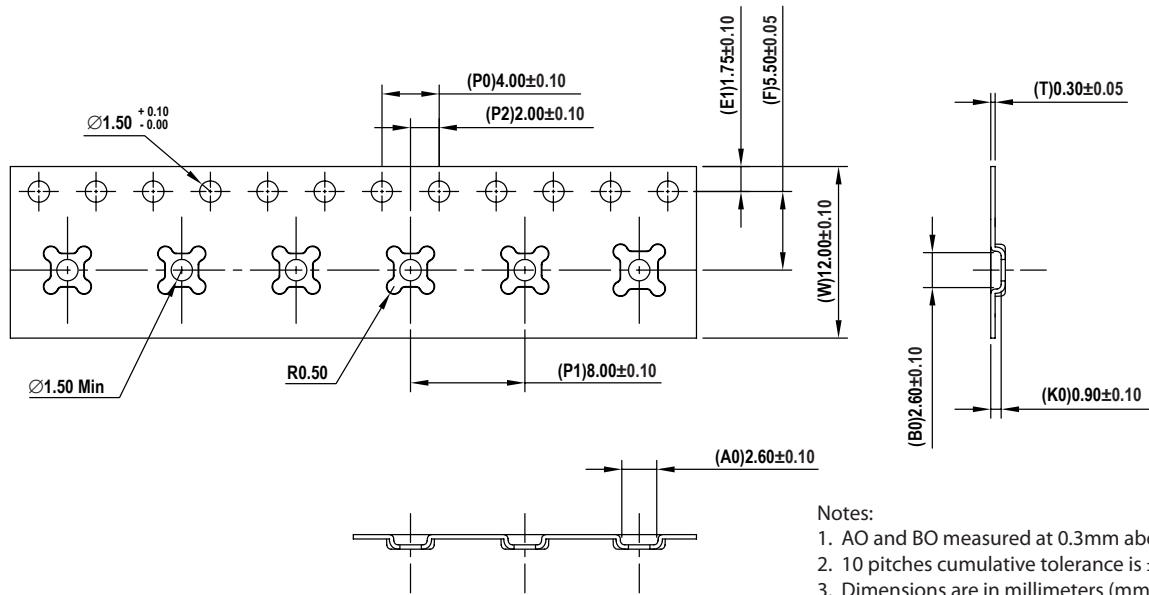 (E1)1.75±0.10
(F)5.50±0.05
(P0)4.00±0.10
(T)0.30±0.05
(P2)2.00±0.10
∅1.50 +0.10 -0.00
(W)12.00±0.10
∅1.50 Min
R0.50
(P1)8.00±0.10
(B0)2.60±0.10
(K0)0.90±0.10
(A0)2.60±0.10
Notes:
1. AO and BO measured at 0.3mm
2. 10 pitches cumulative tolerance is
3. Dimensions are in millimeters (mm